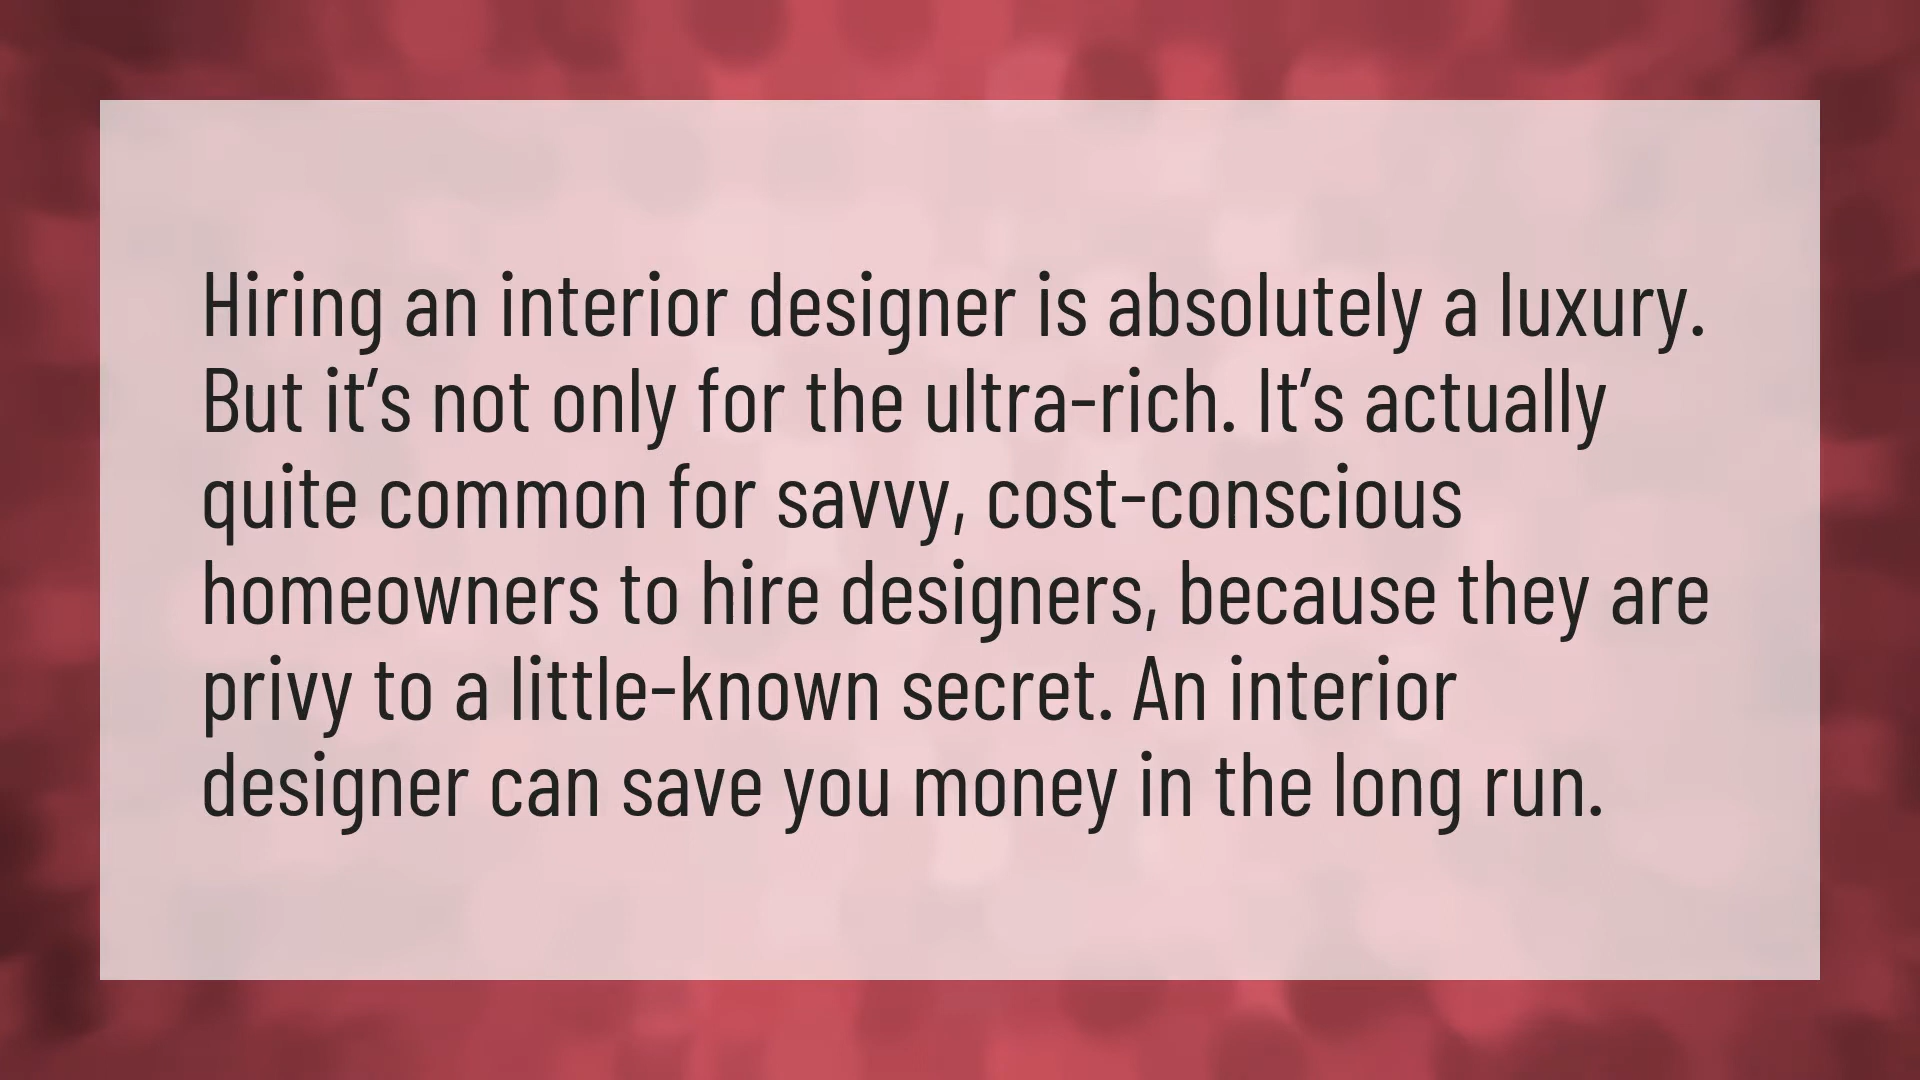 Hiring an interior designer is absolutely a luxury.
But it’s not only for the ultra-rich. It’s actually
quite common for savvy, cost-conscious
homeowners to hire designers, because they are
privy to a little-known secret. An interior
designer can save you money in the long run.